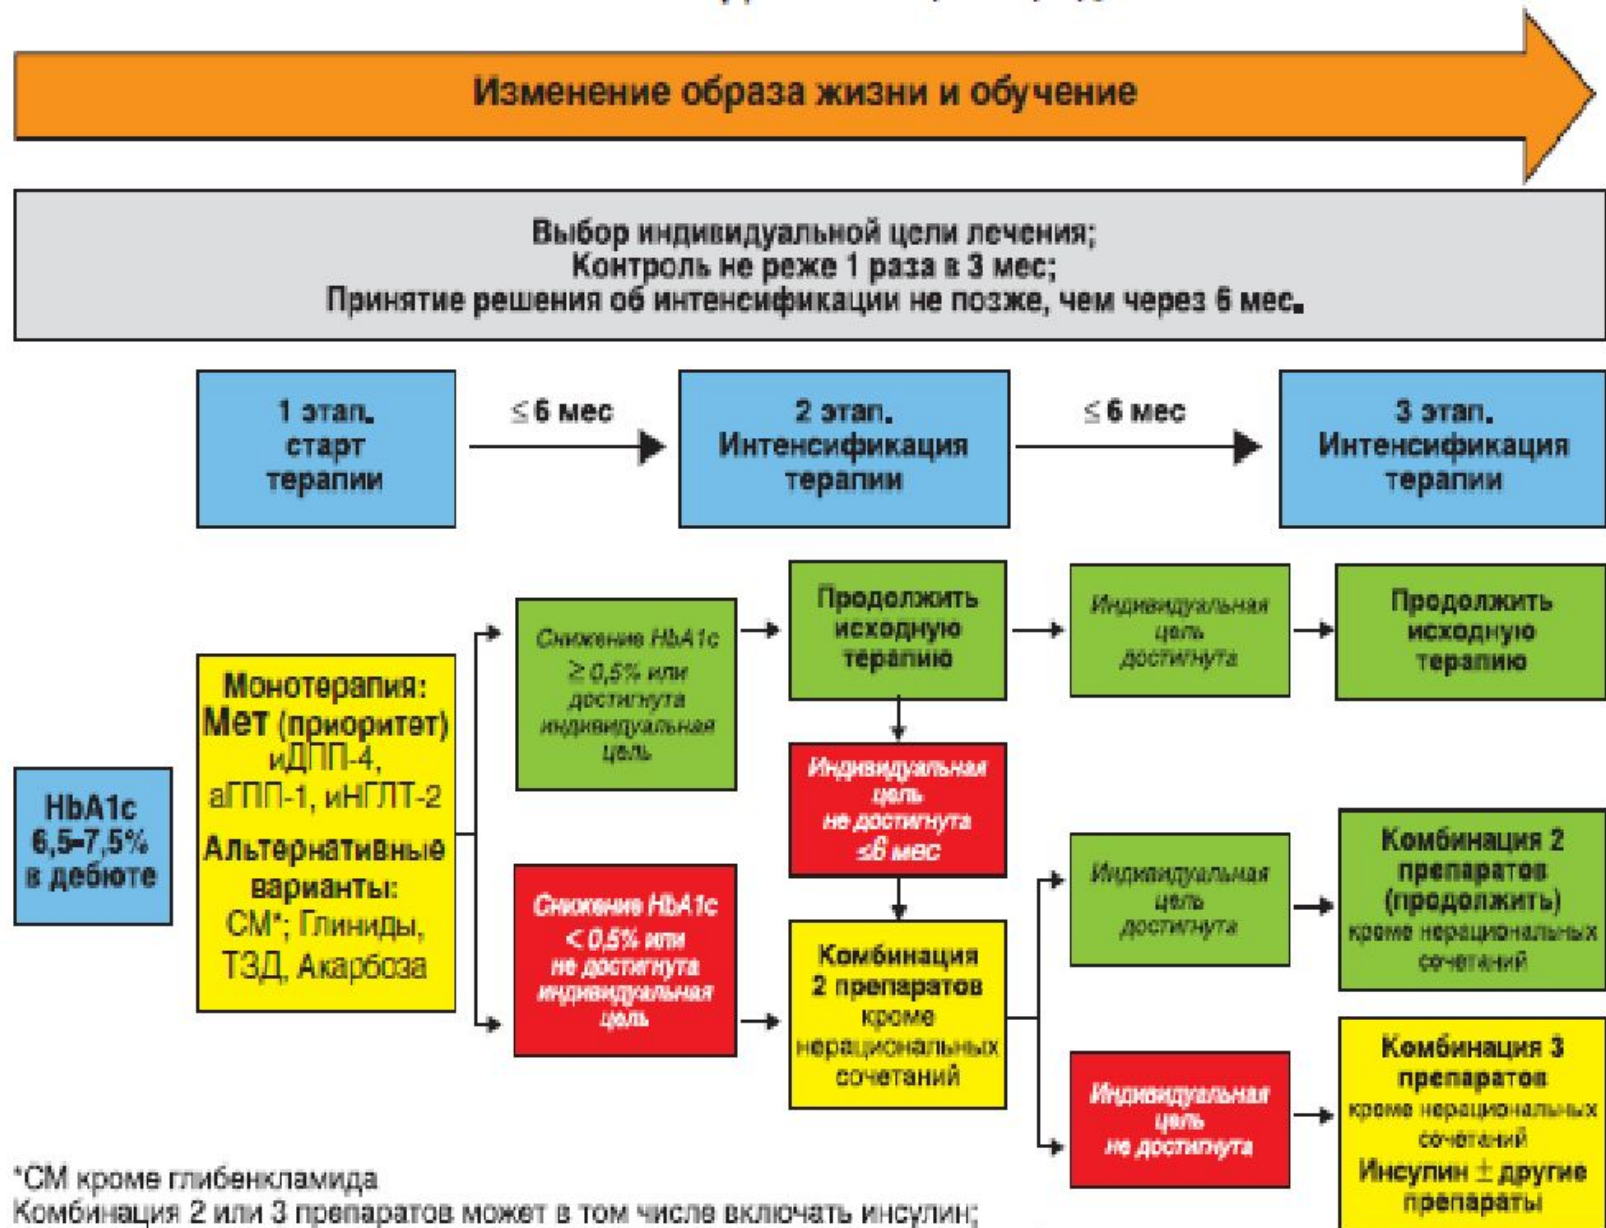 Изменение образа жизни и обучение
Выбор индивидуальной цели лечения;
Контроль не реже 1 раза в 3 мес;
Принятие решения об интенсификации не позже, чем через 6 мес.
1 этап.
старт
терапии
≤ 6 мес
2 этап.
Интенсификация
терапии
≤ 6 мес
3 этап.
Интенсификация
терапии
HbA1c
6,5-7,5%
в дебюте
Монотерапия:
Мет (приоритет)
иДПП-4,
аГПП-1, иНГЛТ-2
Альтернативные
варианты:
СМ*; Глиниды,
ТЗД, Акарбоза
Снижение HbA1c
≥ 0,5% или
достигнута
индивидуальная
цель
Продолжить
исходную
терапию
Индивидуальная
цель
достигнута
Продолжить
исходную
терапию
Индивидуальная
цель
не достигнута
≤6 мес
Снижение HbA1c
< 0,5% или
не достигнута
индивидуальная
цель
Комбинация
2 препаратов
кроме
нерациональных
сочетаний
Индивидуальная
цель
достигнута
Комбинация 2
препаратов
(продолжить)
кроме нерациональных
сочетаний
Индивидуальная
цель
не достигнута
Комбинация 3
препаратов
кроме нерациональных
сочетаний
Инсулин ± другие
препараты
*СМ кроме глибенкламида
Комбинация 2 или 3 препаратов может в том числе включать инсулин;